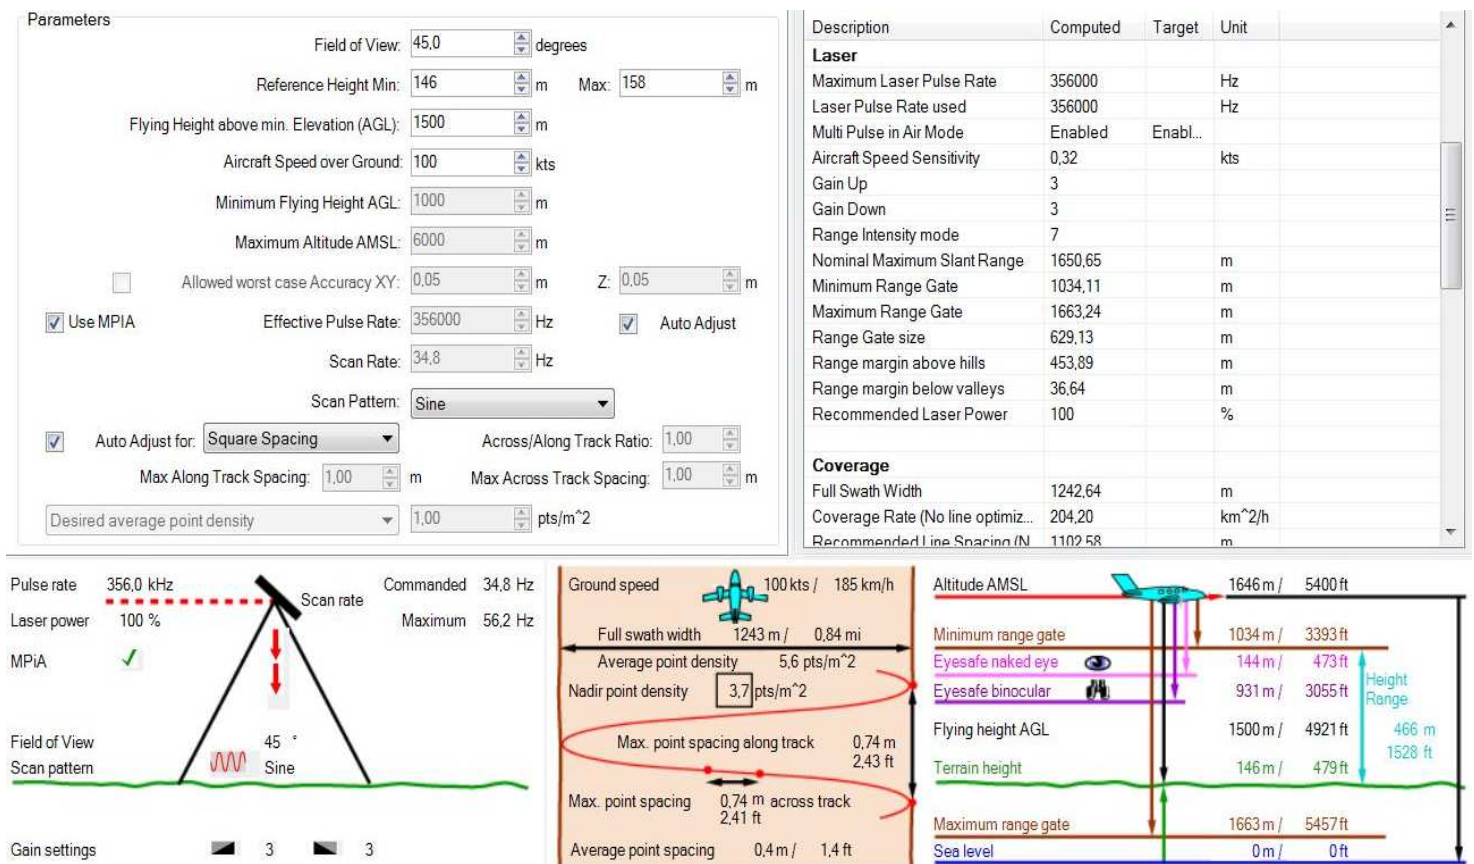 Parameters
Field of View: 45,0 degrees
Reference Height Min: 146 m Max: 158 m
Flying Height above min. Elevation (AGL): 1500 m
Aircraft Speed over Ground: 100 kts
Minimum Flying Height AGL: 1000 m
Maximum Altitude AMSL: 6000 m
Allowed worst case Accuracy XY: 0,05 m Z: 0,05 m
Use MPIA Effective Pulse Rate: 356000 Hz Auto Adjust
Scan Rate: 34,8 Hz
Scan Pattern: Sine
Auto Adjust for: Square Spacing Across/Along Track Ratio: 1,00
Max Along Track Spacing: 1,00 m Max Across Track Spacing: 1,00 m
Desired average point density 1,00 pts/m^2
Description Computed Target Unit
Laser
Maximum Laser Pulse Rate 356000 Hz
Laser Pulse Rate used 356000 Hz
Multi Pulse in Air Mode Enabled Enabl...
Aircraft Speed Sensitivity 0,32 kts
Gain Up 3
Gain Down 3
Range Intensity mode 7
Nominal Maximum Slant Range 1650,65 m
Minimum Range Gate 1034,11 m
Maximum Range Gate 1663,24 m
Range Gate size 629,13 m
Range margin above hills 453,89 m
Range margin below valleys 36,64 m
Recommended Laser Power 100 %
Coverage
Full Swath Width 1242,64 m
Coverage Rate (No line optimiz... 204,20 km^2/h
Recommended Line Spacing (N 1102,58 m
Pulse rate 356,0 kHz
Laser power 100 %
MPiA
Scan rate
Commanded 34,8 Hz
Maximum 56,2 Hz
Field of View 45 °
Scan pattern Sine
Gain settings 3 3
Ground speed 100 kts / 185 km/h
Full swath width 1243 m / 0,84 mi
Average point density 5,6 pts/m^2
Nadir point density 3,7 pts/m^2
Max. point spacing along track 0,74 m
2,43 ft
Max. point spacing 0,74 m across track
2,41 ft
Average point spacing 0,4 m / 1,4 ft
Altitude AMSL 1646 m / 5400 ft
Minimum range gate 1034 m / 3393 ft
Eyesafe naked eye 144 m / 473 ft
Eyesafe binocular 931 m / 3055 ft
Height
Range
Flying height AGL 1500 m / 4921 ft
466 m
1528 ft
Terrain height 146 m / 479 ft
Maximum range gate 1663 m / 5457 ft
Sea level 0 m / 0 ft